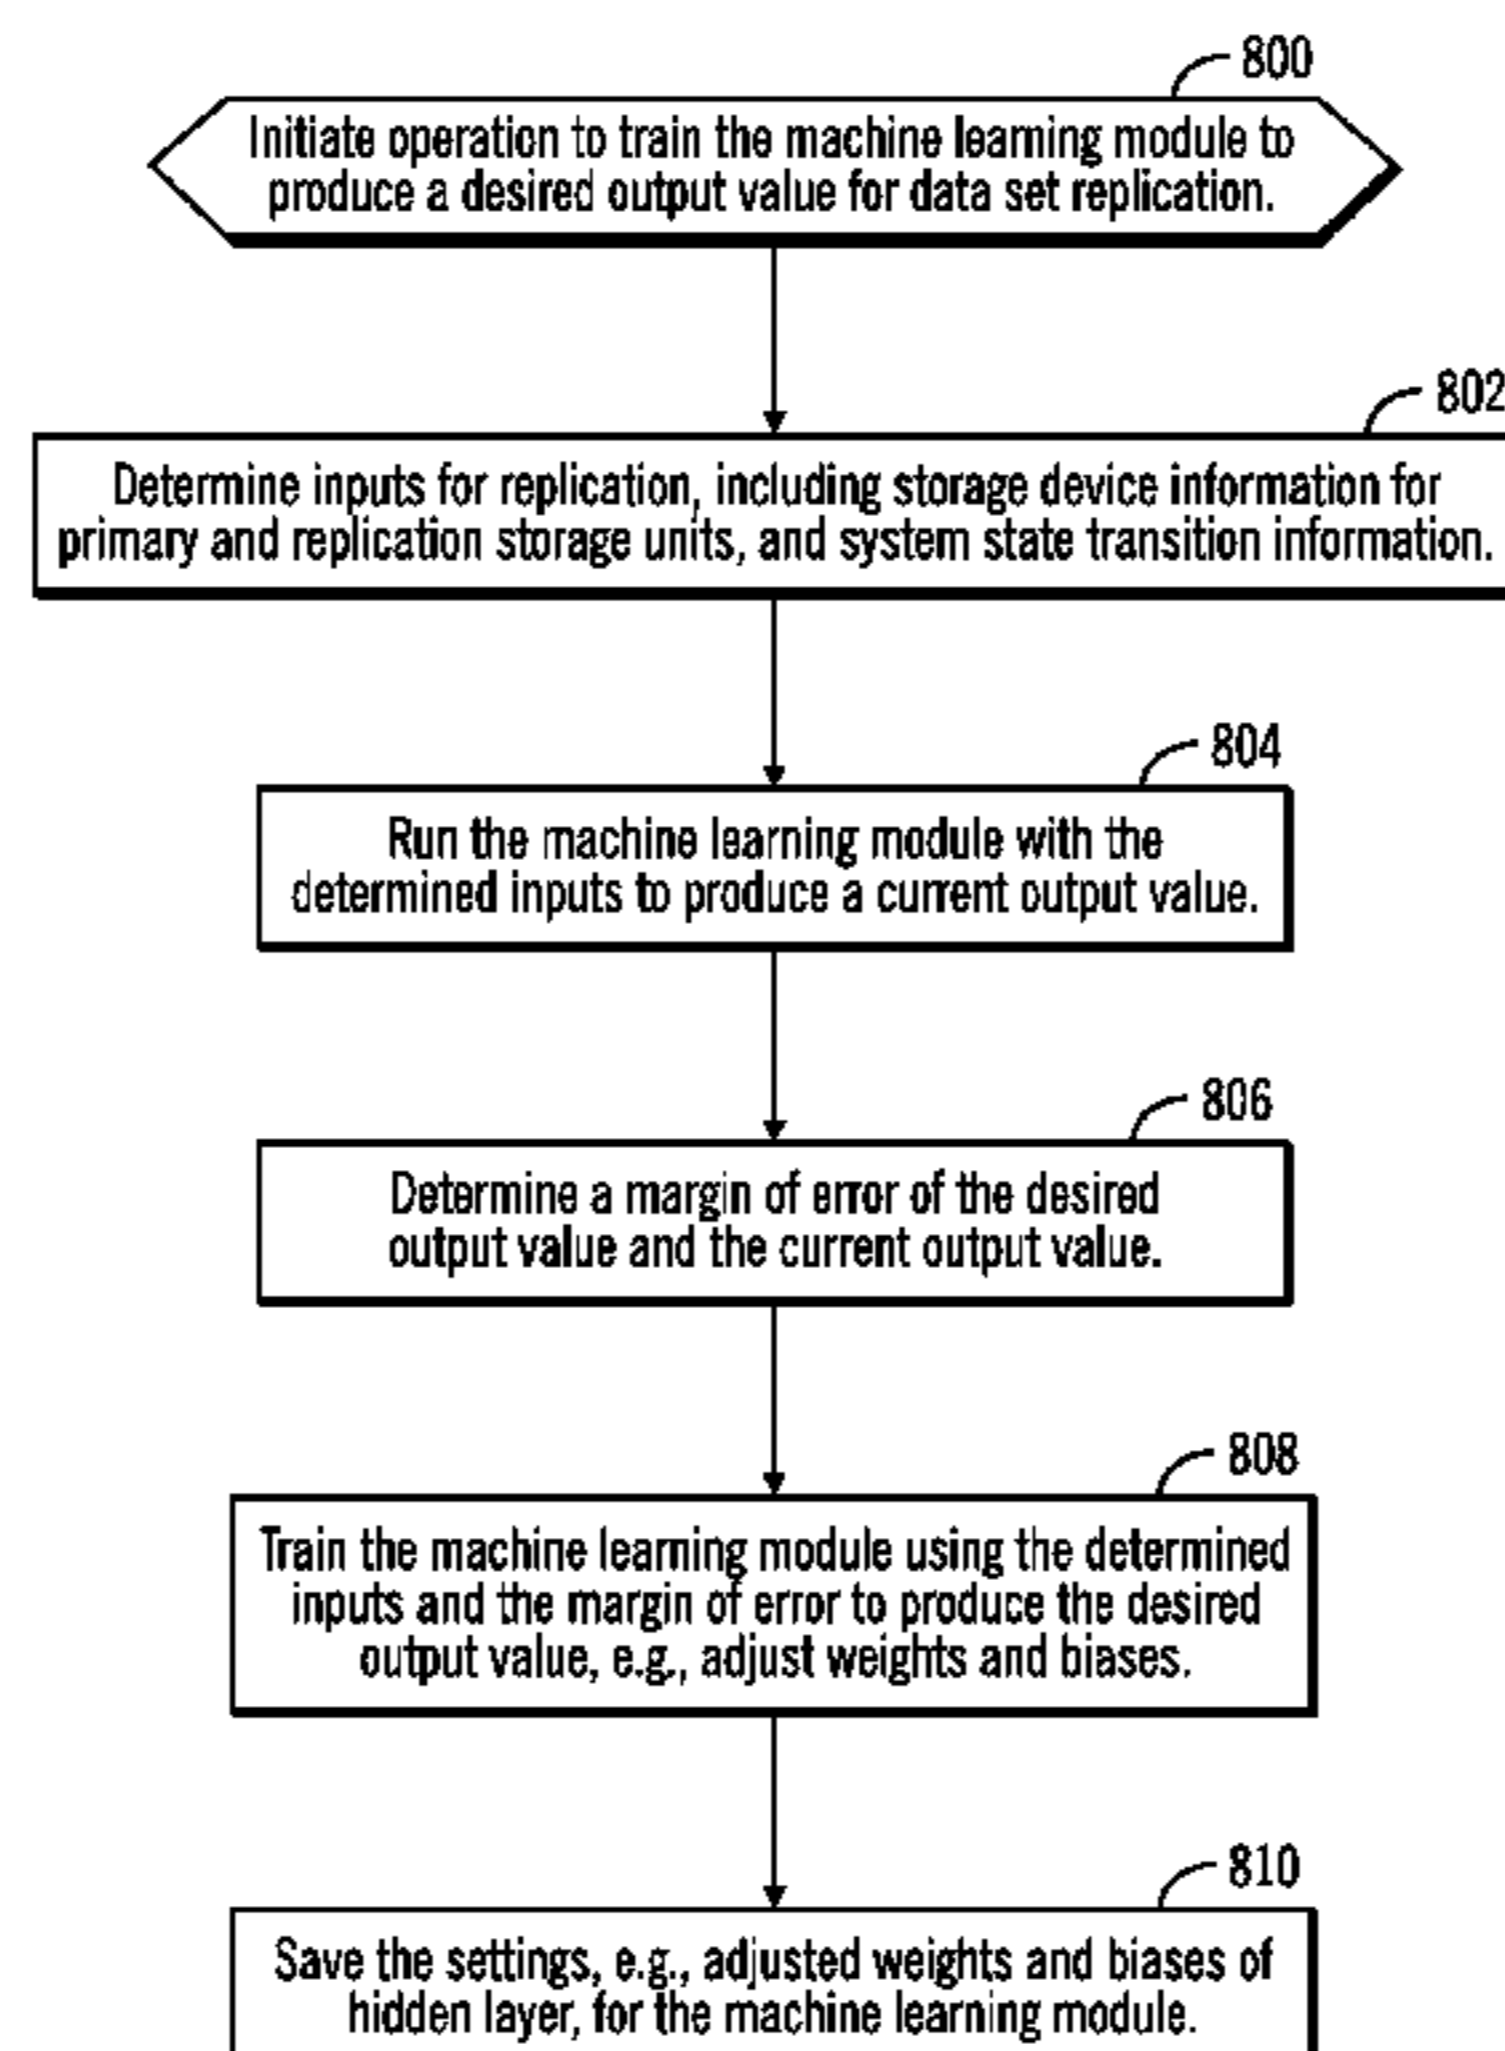 800
Initiate operation to train the machine learning module to
produce a desired output value for data set replication.
802
Determine inputs for replication, including storage device information for
primary and replication storage units, and system state transition information.
804
Run the machine learning module with the
determined inputs to produce a current output value.
806
Determine a margin of error of the desired
output value and the current output value.
808
Train the machine learning module using the determined
inputs and the margin of error to produce the desired
output value, e.g., adjust weights and biases.
810
Save the settings, e.g., adjusted weights and biases of
hidden layer, for the machine learning module.